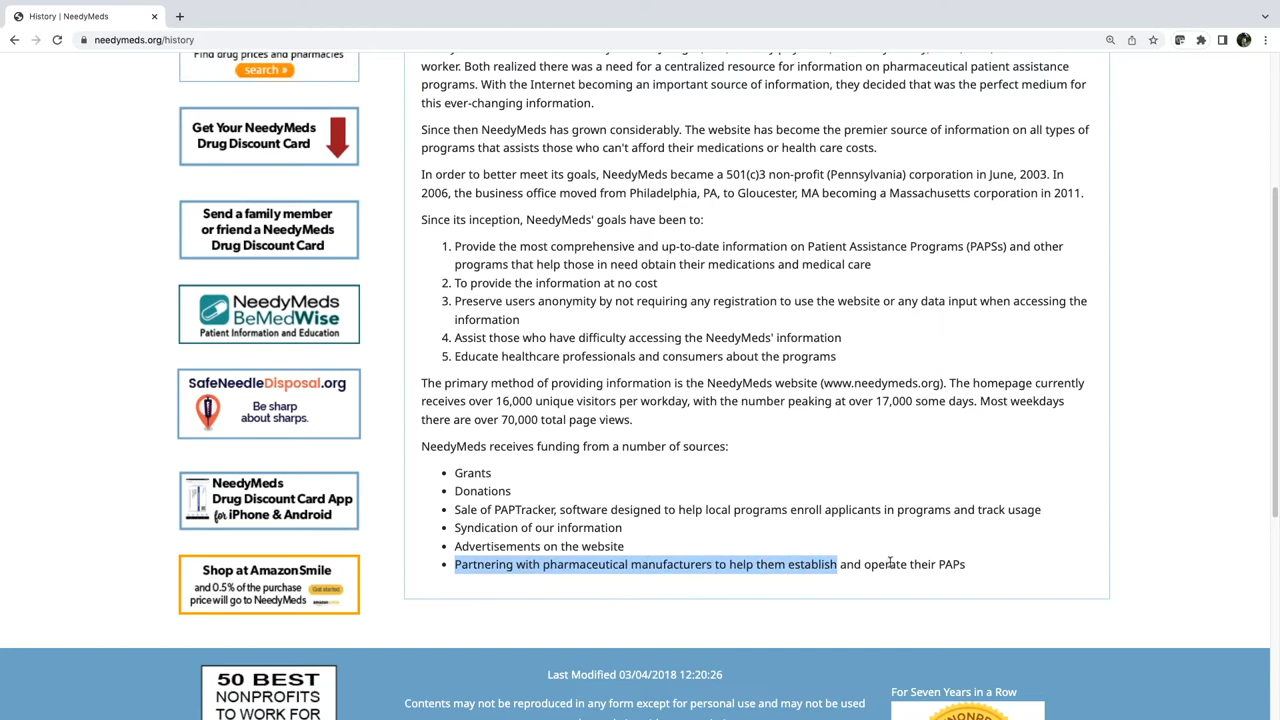 History | NeedyMeds
needymeds.org/history
Find drug prices and pharmacies
search »
Get Your NeedyMeds
Drug Discount Card
Send a family member
or friend a NeedyMeds
Drug Discount Card
NeedyMeds
BeMedWise
Patient Information and Education
SafeNeedleDisposal.org
Be sharp
about sharps.
NeedyMeds
Drug Discount Card App
for iPhone & Android
Shop at AmazonSmile
and 0.5% of the purchase
price will go to NeedyMeds
Get started
worker. Both realized there was a need for a centralized resource for information on pharmaceutical patient assistance
programs. With the Internet becoming an important source of information, they decided that was the perfect medium for
this ever-changing information.
Since then NeedyMeds has grown considerably. The website has become the premier source of information on all types of
programs that assists those who can't afford their medications or health care costs.
In order to better meet its goals, NeedyMeds became a 501(c)3 non-profit (Pennsylvania) corporation in June, 2003. In
2006, the business office moved from Philadelphia, PA, to Gloucester, MA becoming a Massachusetts corporation in 2011.
Since its inception, NeedyMeds' goals have been to:
1. Provide the most comprehensive and up-to-date information on Patient Assistance Programs (PAPSs) and other
programs that help those in need obtain their medications and medical care
2. To provide the information at no cost
3. Preserve users anonymity by not requiring any registration to use the website or any data input when accessing the
information
4. Assist those who have difficulty accessing the NeedyMeds' information
5. Educate healthcare professionals and consumers about the programs
The primary method of providing information is the NeedyMeds website (www.needymeds.org). The homepage currently
receives over 16,000 unique visitors per workday, with the number peaking at over 17,000 some days. Most weekdays
there are over 70,000 total page views.
NeedyMeds receives funding from a number of sources:
• Grants
• Donations
• Sale of PAPTracker, software designed to help local programs enroll applicants in programs and track usage
• Syndication of our information
• Advertisements on the website
• Partnering with pharmaceutical manufacturers to help them establish and operate their PAPs
50 BEST
NONPROFITS
TO WORK FOR
Last Modified 03/04/2018 12:20:26
Contents may not be reproduced in any form except for personal use and may not be used
For Seven Years in a Row